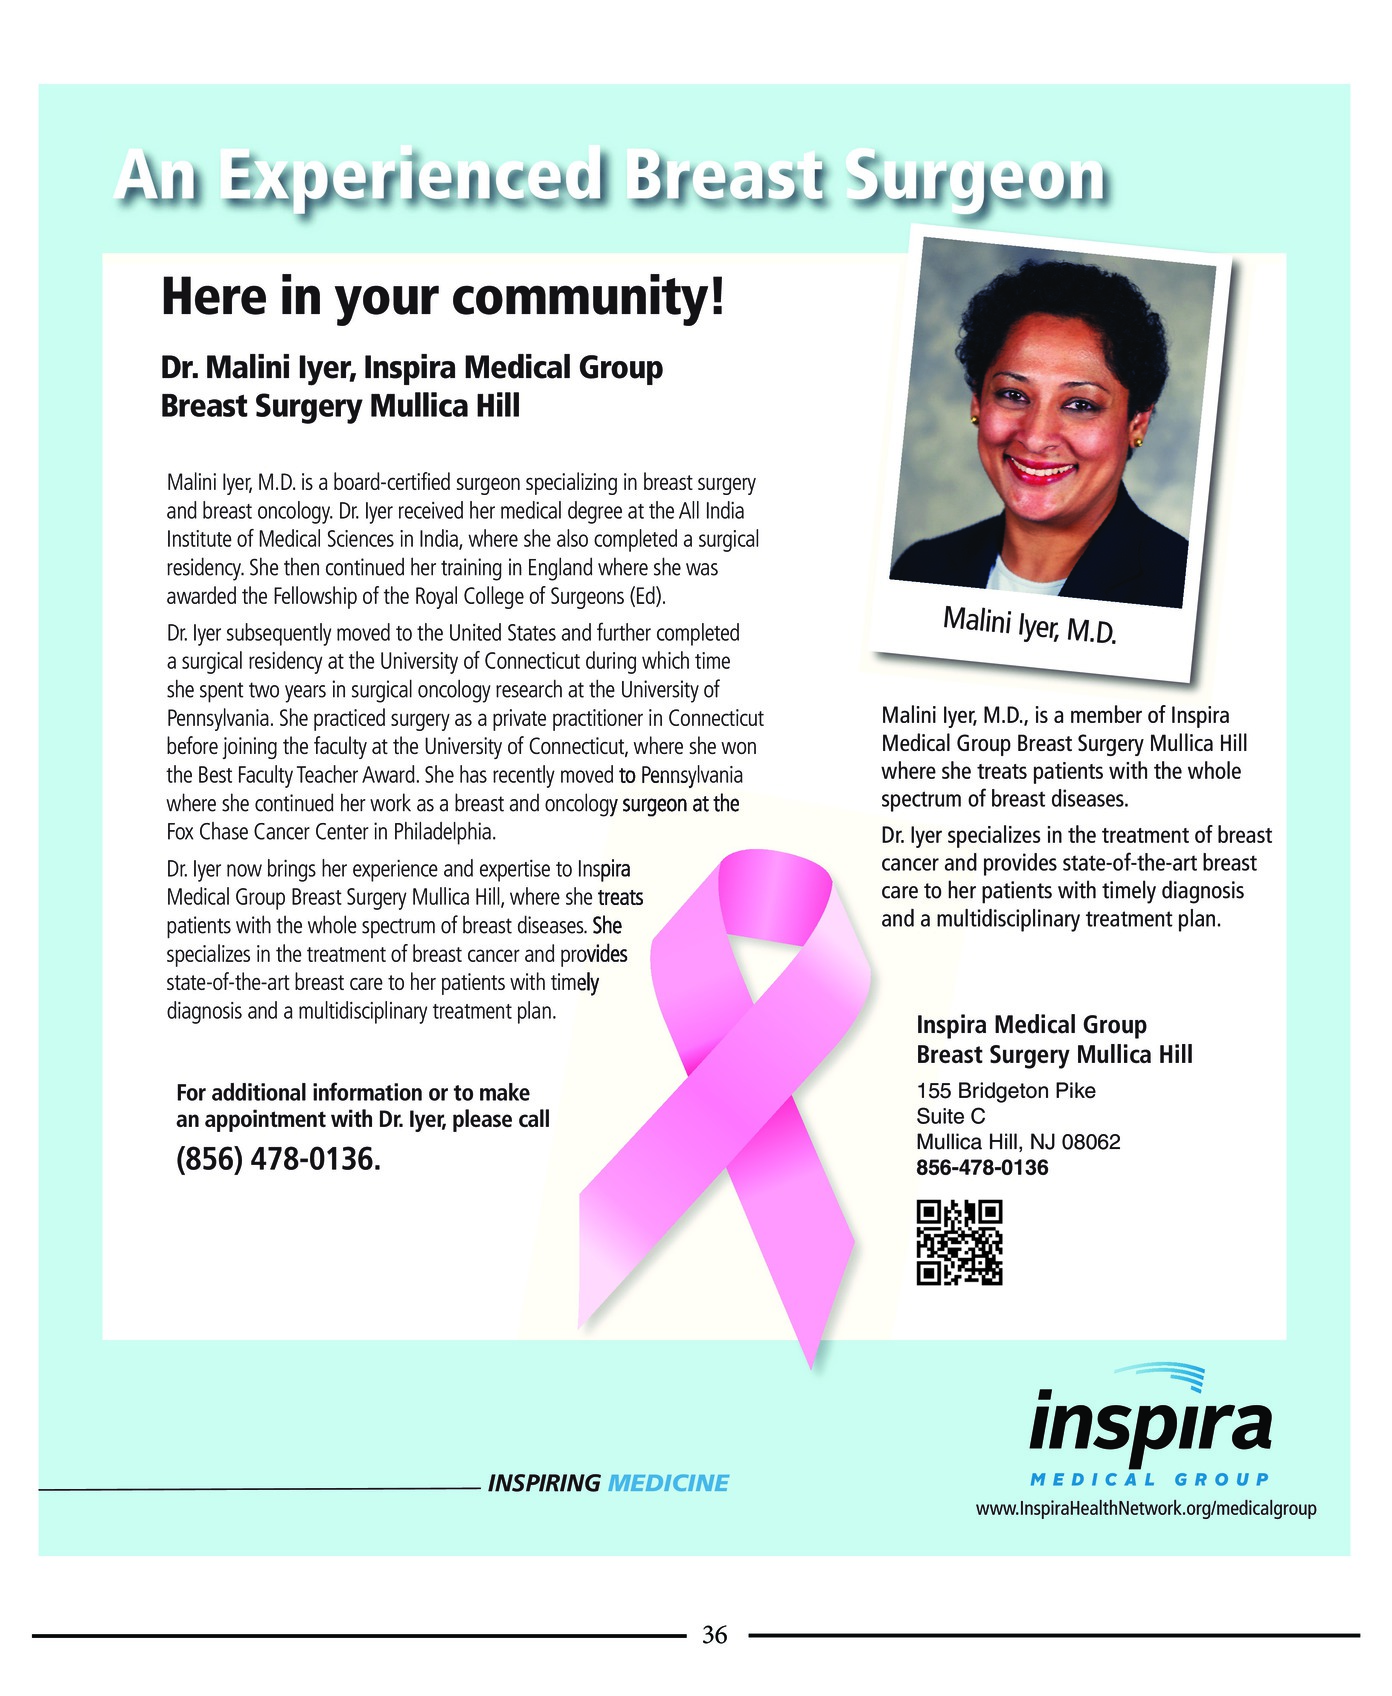 An Experienced Breast Surgeon
Here in your community!
Dr. Malini Iyer, Inspira Medical Group
Breast Surgery Mullica Hill
Malini Iyer, M.D. is a board-certified surgeon specializing in breast surgery
and breast oncology. Dr. Iyer received her medical degree at the All India
Institute of Medical Sciences in India, where she also completed a surgical
residency. She then continued her training in England where she was
awarded the Fellowship of the Royal College of Surgeons (Ed).
Dr. Iyer subsequently moved to the United States and further completed
a surgical residency at the University of Connecticut during which time
she spent two years in surgical oncology research at the University of
Pennsylvania. She practiced surgery as a private practitioner in Connecticut
before joining the faculty at the University of Connecticut, where she won
the Best Faculty Teacher Award. She has recently moved to Pennsylvania
where she continued her work as a breast and oncology surgeon at the
Fox Chase Cancer Center in Philadelphia.
Dr. Iyer now brings her experience and expertise to Inspira
Medical Group Breast Surgery Mullica Hill, where she treats
patients with the whole spectrum of breast diseases. She
specializes in the treatment of breast cancer and provides
state-of-the-art breast care to her patients with timely
diagnosis and a multidisciplinary treatment plan.
For additional information or to make
an appointment with Dr. Iyer, please call
(856) 478-0136.
Malini Iyer, M.D.
Malini Iyer, M.D., is a member of Inspira
Medical Group Breast Surgery Mullica Hill
where she treats patients with the whole
spectrum of breast diseases.
Dr. Iyer specializes in the treatment of breast
cancer and provides state-of-the-art breast
care to her patients with timely diagnosis
and a multidisciplinary treatment plan.
Inspira Medical Group
Breast Surgery Mullica Hill
155 Bridgeton Pike
Suite C
Mullica Hill, NJ 08062
856-478-0136
inspira
MEDICAL GROUP
INSPIRING MEDICINE
www.InspiraHealthNetwork.org/medicalgroup
36